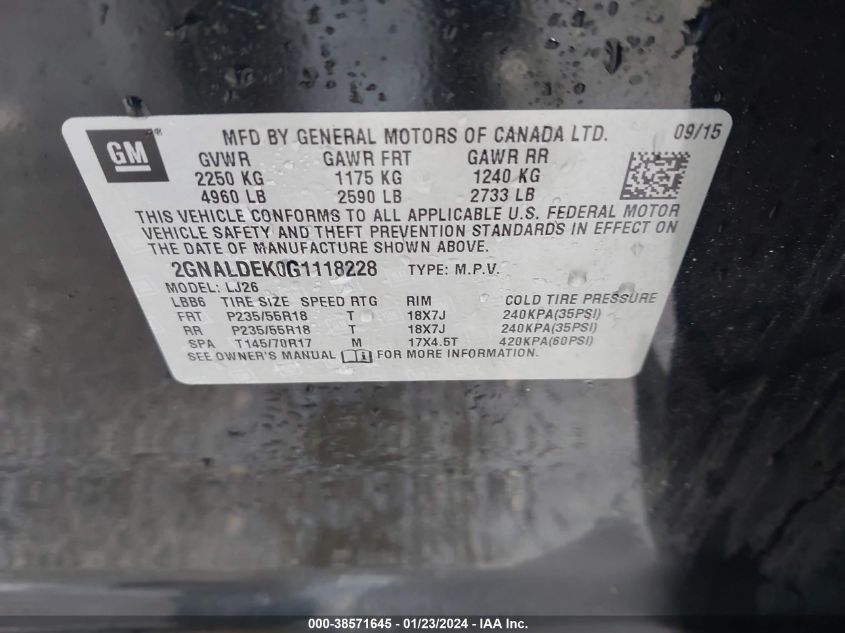 GM ® MFD BY GENERAL MOTORS OF CANADA LTD. 09/15
GVWR GAWR FRT GAWR RR
2250 KG 1175 KG 1240 KG
4960 LB 2590 LB 2733 LB
THIS VEHICLE CONFORMS TO ALL APPLICABLE U.S. FEDERAL MOTOR
VEHICLE SAFETY AND THEFT PREVENTION STANDARDS IN EFFECT ON
THE DATE OF MANUFACTURE SHOWN ABOVE.
2GNALDEK0G1118228 TYPE: M.P.V.
MODEL: LJ26
LBB6 TIRE SIZE SPEED RTG RIM COLD TIRE PRESSURE
FRT P235/55R18 T 18X7J 240KPA(35PSI)
RR P235/55R18 T 18X7J 240KPA(35PSI)
SPA T145/70R17 M 17X4.5T 420KPA(60PSI)
SEE OWNER'S MANUAL FOR MORE INFORMATION.
000-38571645 - 01/23/2024 - IAA Inc.